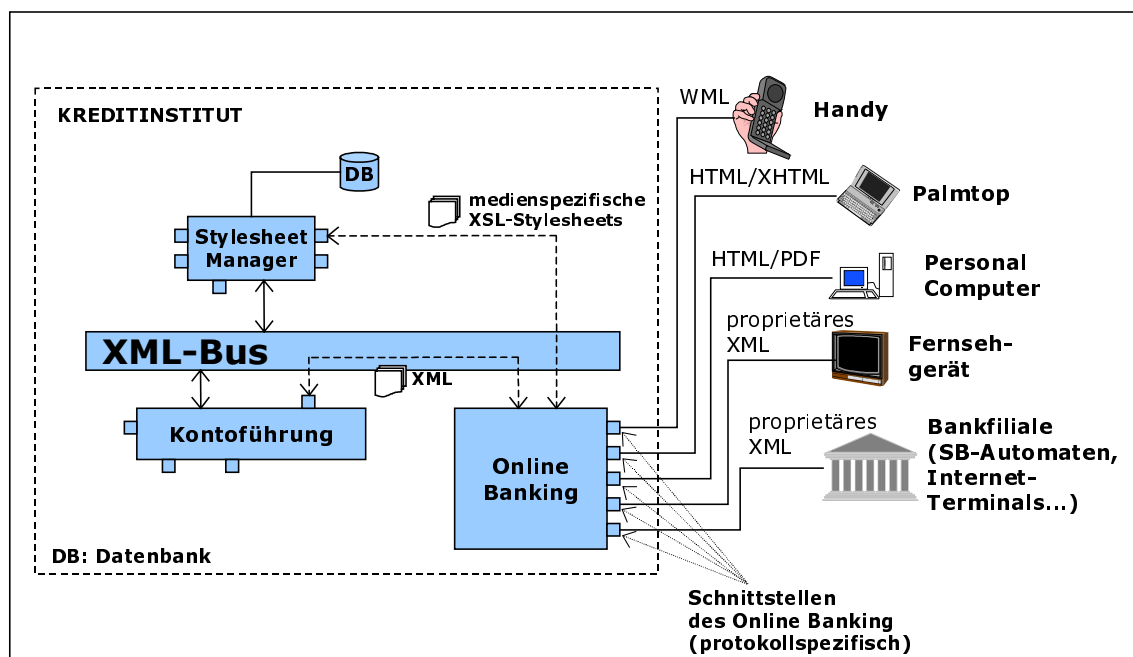 KREDITINSTITUT
DB
medienspezifische
XSL-Stylesheets
Stylesheet
Manager
XML-Bus
XML
Kontoführung
Online
Banking
DB: Datenbank
WML
Handy
HTML/XHTML
Palmtop
HTML/PDF
Personal
Computer
proprietäres
XML
Fernseh-
gerät
proprietäres
XML
Bankfiliale
(SB-Automaten,
Internet-
Terminals...)
Schnittstellen
des Online Banking
(protokollspezifisch)